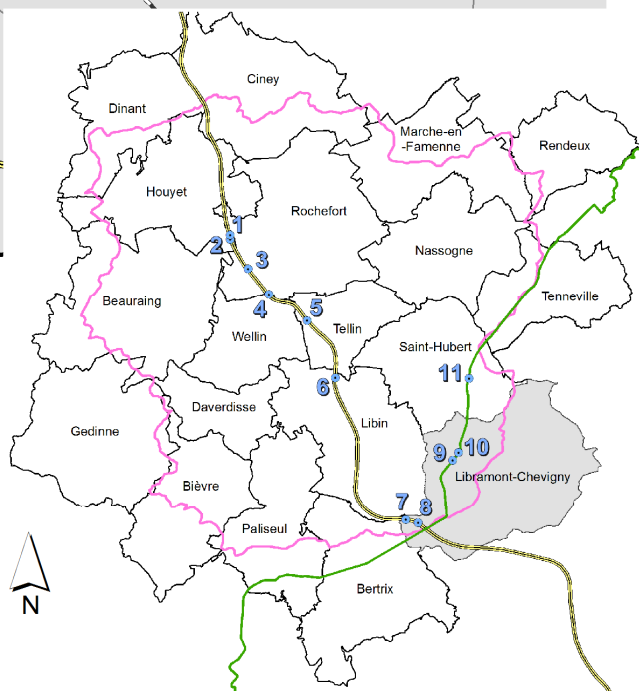 Ciney
Dinant
Marche-en
-Famenne
Rendeux
Houyet
Rochefort
1
2
Nassogne
3
Beauraing
4
5
Tenneville
Wellin
Tellin
Saint-Hubert
6
11
Daverdisse
Libin
Gedinne
9
10
Libramont-Chevigny
Bièvre
7
8
Paliseul
Bertrix
N